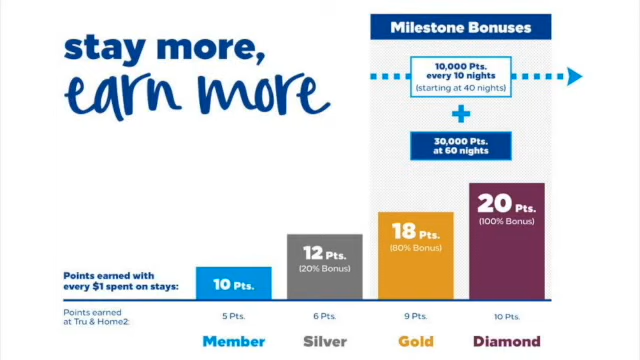 stay more,
earn more
Milestone Bonuses
10,000 Pts.
every 10 nights
(starting at 40 nights)
+
30,000 Pts.
at 60 nights
20 Pts.
(100% Bonus)
18 Pts.
(80% Bonus)
12 Pts.
(20% Bonus)
Points earned with
every $1 spent on stays:
10 Pts.
Points earned
at Tru & Home2:
5 Pts. 6 Pts. 9 Pts. 10 Pts.
Member Silver Gold Diamond